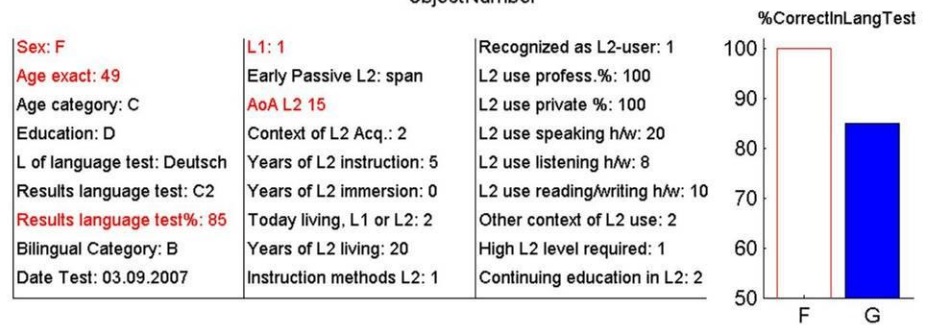 ObjectNumber
%CorrectInLangTest
Sex: F
Age exact: 49
Age category: C
Education: D
L of language test: Deutsch
Results language test: C2
Results language test%: 85
Bilingual Category: B
Date Test: 03.09.2007
L1: 1
Early Passive L2: span
AoA L2 15
Context of L2 Acq.: 2
Years of L2 instruction: 5
Years of L2 immersion: 0
Today living, L1 or L2: 2
Years of L2 living: 20
Instruction methods L2: 1
Recognized as L2-user: 1
L2 use profess.%: 100
L2 use private %: 100
L2 use speaking h/w: 20
L2 use listening h/w: 8
L2 use reading/writing h/w: 10
Other context of L2 use: 2
High L2 level required: 1
Continuing education in L2: 2
100
90
80
70
60
50
F G